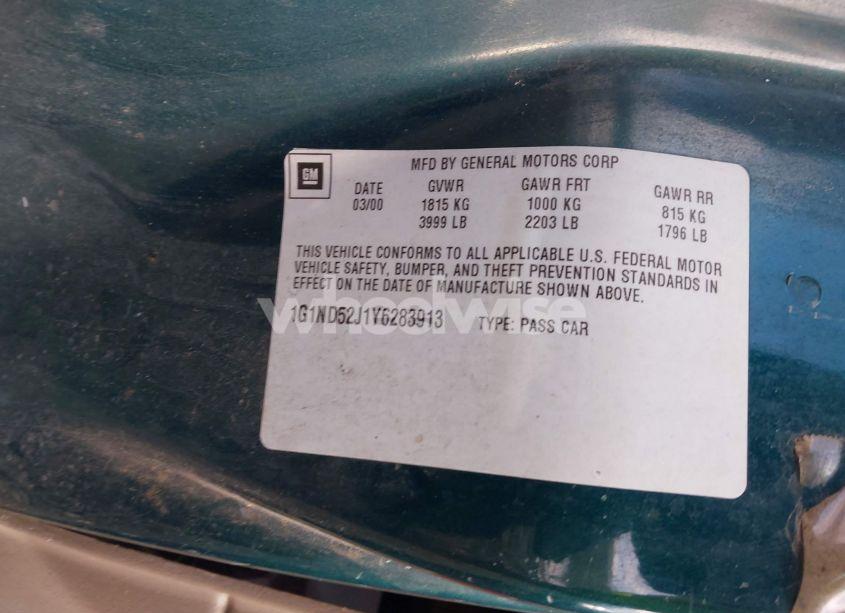 GM
MFD BY GENERAL MOTORS CORP
DATE GVWR GAWR FRT GAWR RR
03/00 1815 KG 1000 KG 815 KG
3999 LB 2203 LB 1796 LB
THIS VEHICLE CONFORMS TO ALL APPLICABLE U.S. FEDERAL MOTOR
VEHICLE SAFETY, BUMPER, AND THEFT PREVENTION STANDARDS IN
EFFECT ON THE DATE OF MANUFACTURE SHOWN ABOVE.
1G1ND52J1Y6283913 TYPE: PASS CAR
wheelwise